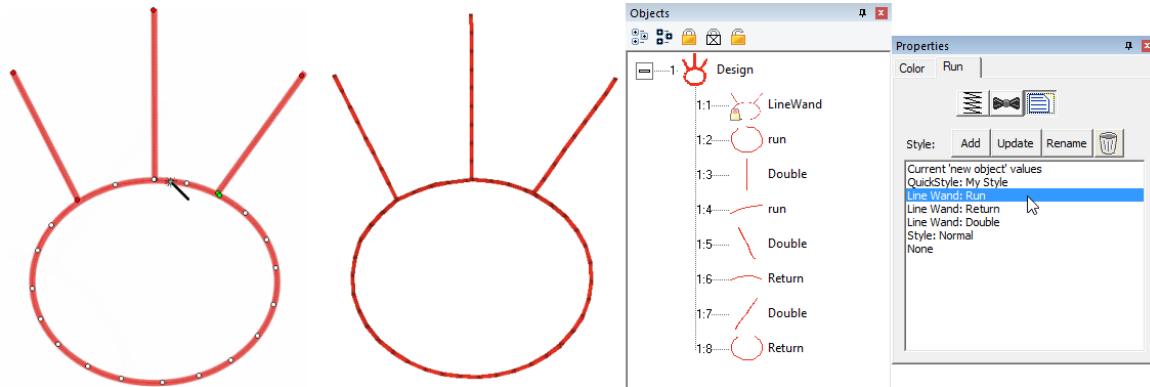 Objects
1 Design
1:1 LineWand
1:2 run
1:3 Double
1:4 run
1:5 Double
1:6 Return
1:7 Double
1:8 Return
Properties
Color Run
Style: Add Update Rename
Current 'new object' values
QuickStyle: My Style
Line Wand: Run
Line Wand: Return
Line Wand: Double
Style: Normal
None